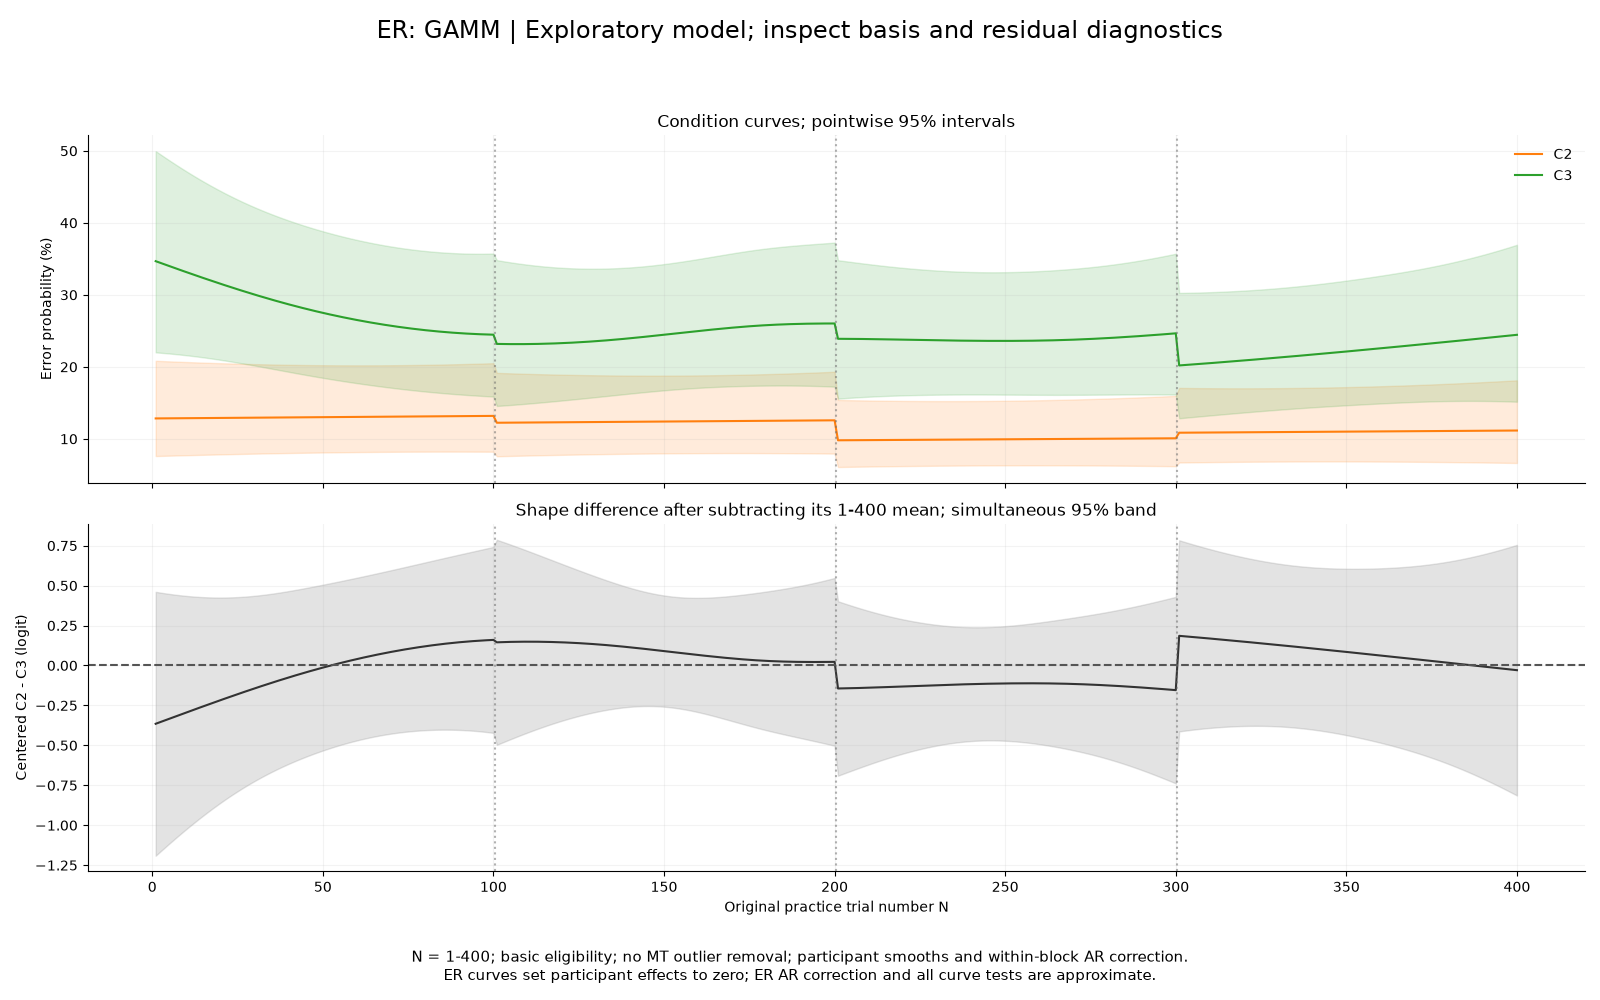 ER: GAMM | Exploratory model; inspect basis and residual diagnostics
Condition curves; pointwise 95% intervals
Error probability (%)
50
40
30
20
10
C2
C3
Shape difference after subtracting its 1-400 mean; simultaneous 95% band
Centered C2 - C3 (logit)
0.75
0.50
0.25
0.00
−0.25
−0.50
−0.75
−1.00
−1.25
0 50 100 150 200 250 300 350 400
Original practice trial number N
N = 1-400; basic eligibility; no MT outlier removal; participant smooths and within-block AR correction.
ER curves set participant effects to zero; ER AR correction and all curve tests are approximate.